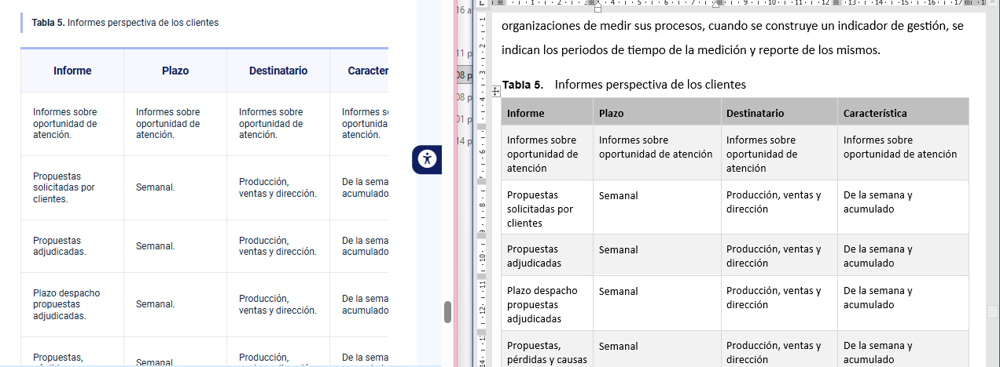 Tabla 5. Informes perspectiva de los clientes
Informe Plazo Destinatario Caracter
Informes sobre oportunidad de atención. Informes sobre oportunidad de atención. Informes sobre oportunidad de atención. Informes oportunida atención.
Propuestas solicitadas por clientes. Semanal. Producción, ventas y dirección. De la sema acumulado
Propuestas adjudicadas. Semanal. Producción, ventas y dirección. De la sema acumulado
Plazo despacho propuestas adjudicadas. Semanal. Producción, ventas y dirección. De la sema acumulado
Propuestas, Semanal Producción, De la sema
16 a
11 p
08 p
08 p
01 p
14 p
organizaciones de medir sus procesos, cuando se construye un indicador de gestión, se
indican los periodos de tiempo de la medición y reporte de los mismos.
Tabla 5. Informes perspectiva de los clientes
Informe Plazo Destinatario Característica
Informes sobre oportunidad de atención Informes sobre oportunidad de atención Informes sobre oportunidad de atención Informes sobre oportunidad de atención
Propuestas solicitadas por clientes Semanal Producción, ventas y dirección De la semana y acumulado
Propuestas adjudicadas Semanal Producción, ventas y dirección De la semana y acumulado
Plazo despacho propuestas adjudicadas Semanal Producción, ventas y dirección De la semana y acumulado
Propuestas, pérdidas y causas Semanal Producción, ventas y dirección De la semana y acumulado